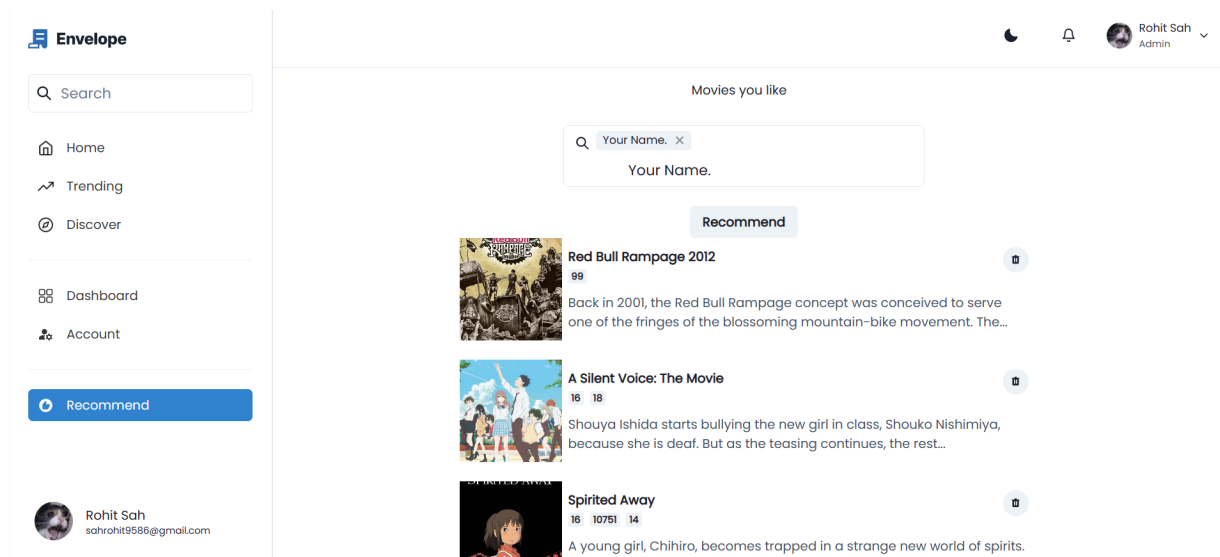 Envelope
Search
Home
Trending
Discover
Dashboard
Account
Recommend
Rohit Sah
sahrohit9586@gmail.com
Rohit Sah
Admin
Movies you like
Your Name.
Your Name.
Recommend
Red Bull
RAMPAGE
Red Bull Rampage 2012
99
Back in 2001, the Red Bull Rampage concept was conceived to serve
one of the fringes of the blossoming mountain-bike movement. The...
A Silent Voice: The Movie
16 18
Shouya Ishida starts bullying the new girl in class, Shouko Nishimiya,
because she is deaf. But as the teasing continues, the rest...
SPIRITED AWAY
Spirited Away
16 10751 14
A young girl, Chihiro, becomes trapped in a strange new world of spirits.